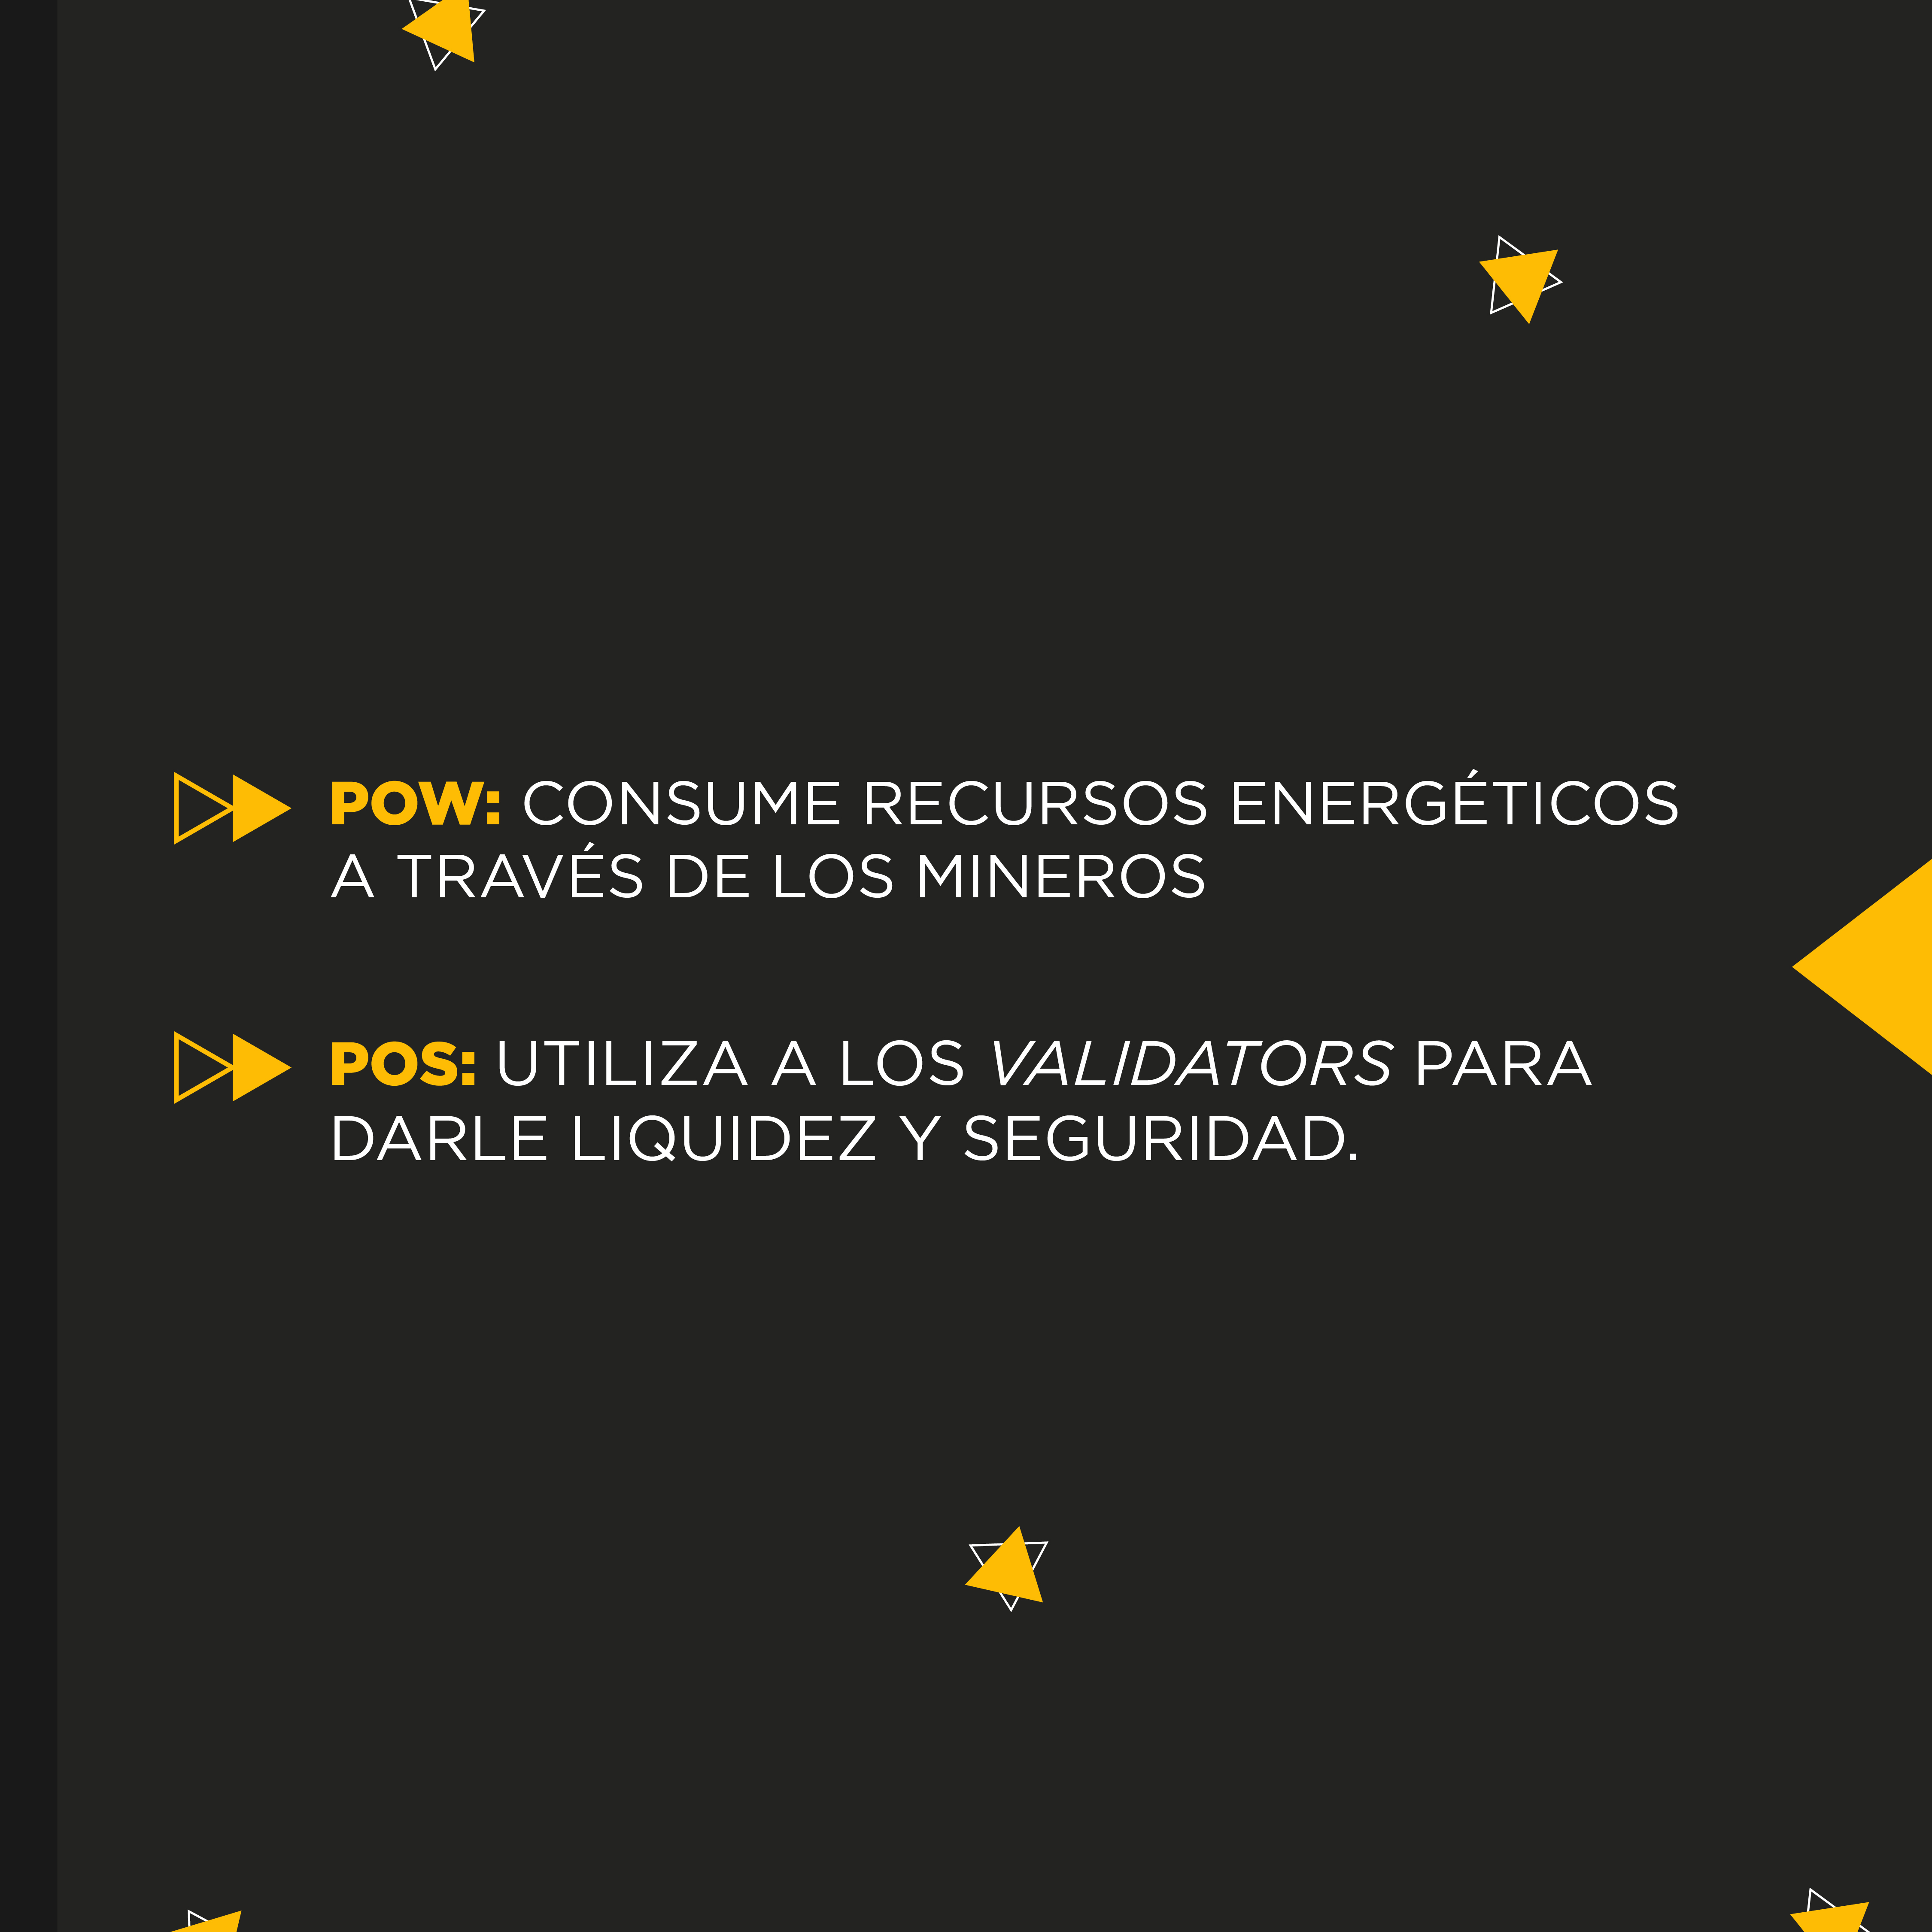 POW: CONSUME RECURSOS ENERGÉTICOS
A TRAVÉS DE LOS MINEROS
POS: UTILIZA A LOS VALIDATORS PARA
DARLE LIQUIDEZ Y SEGURIDAD.